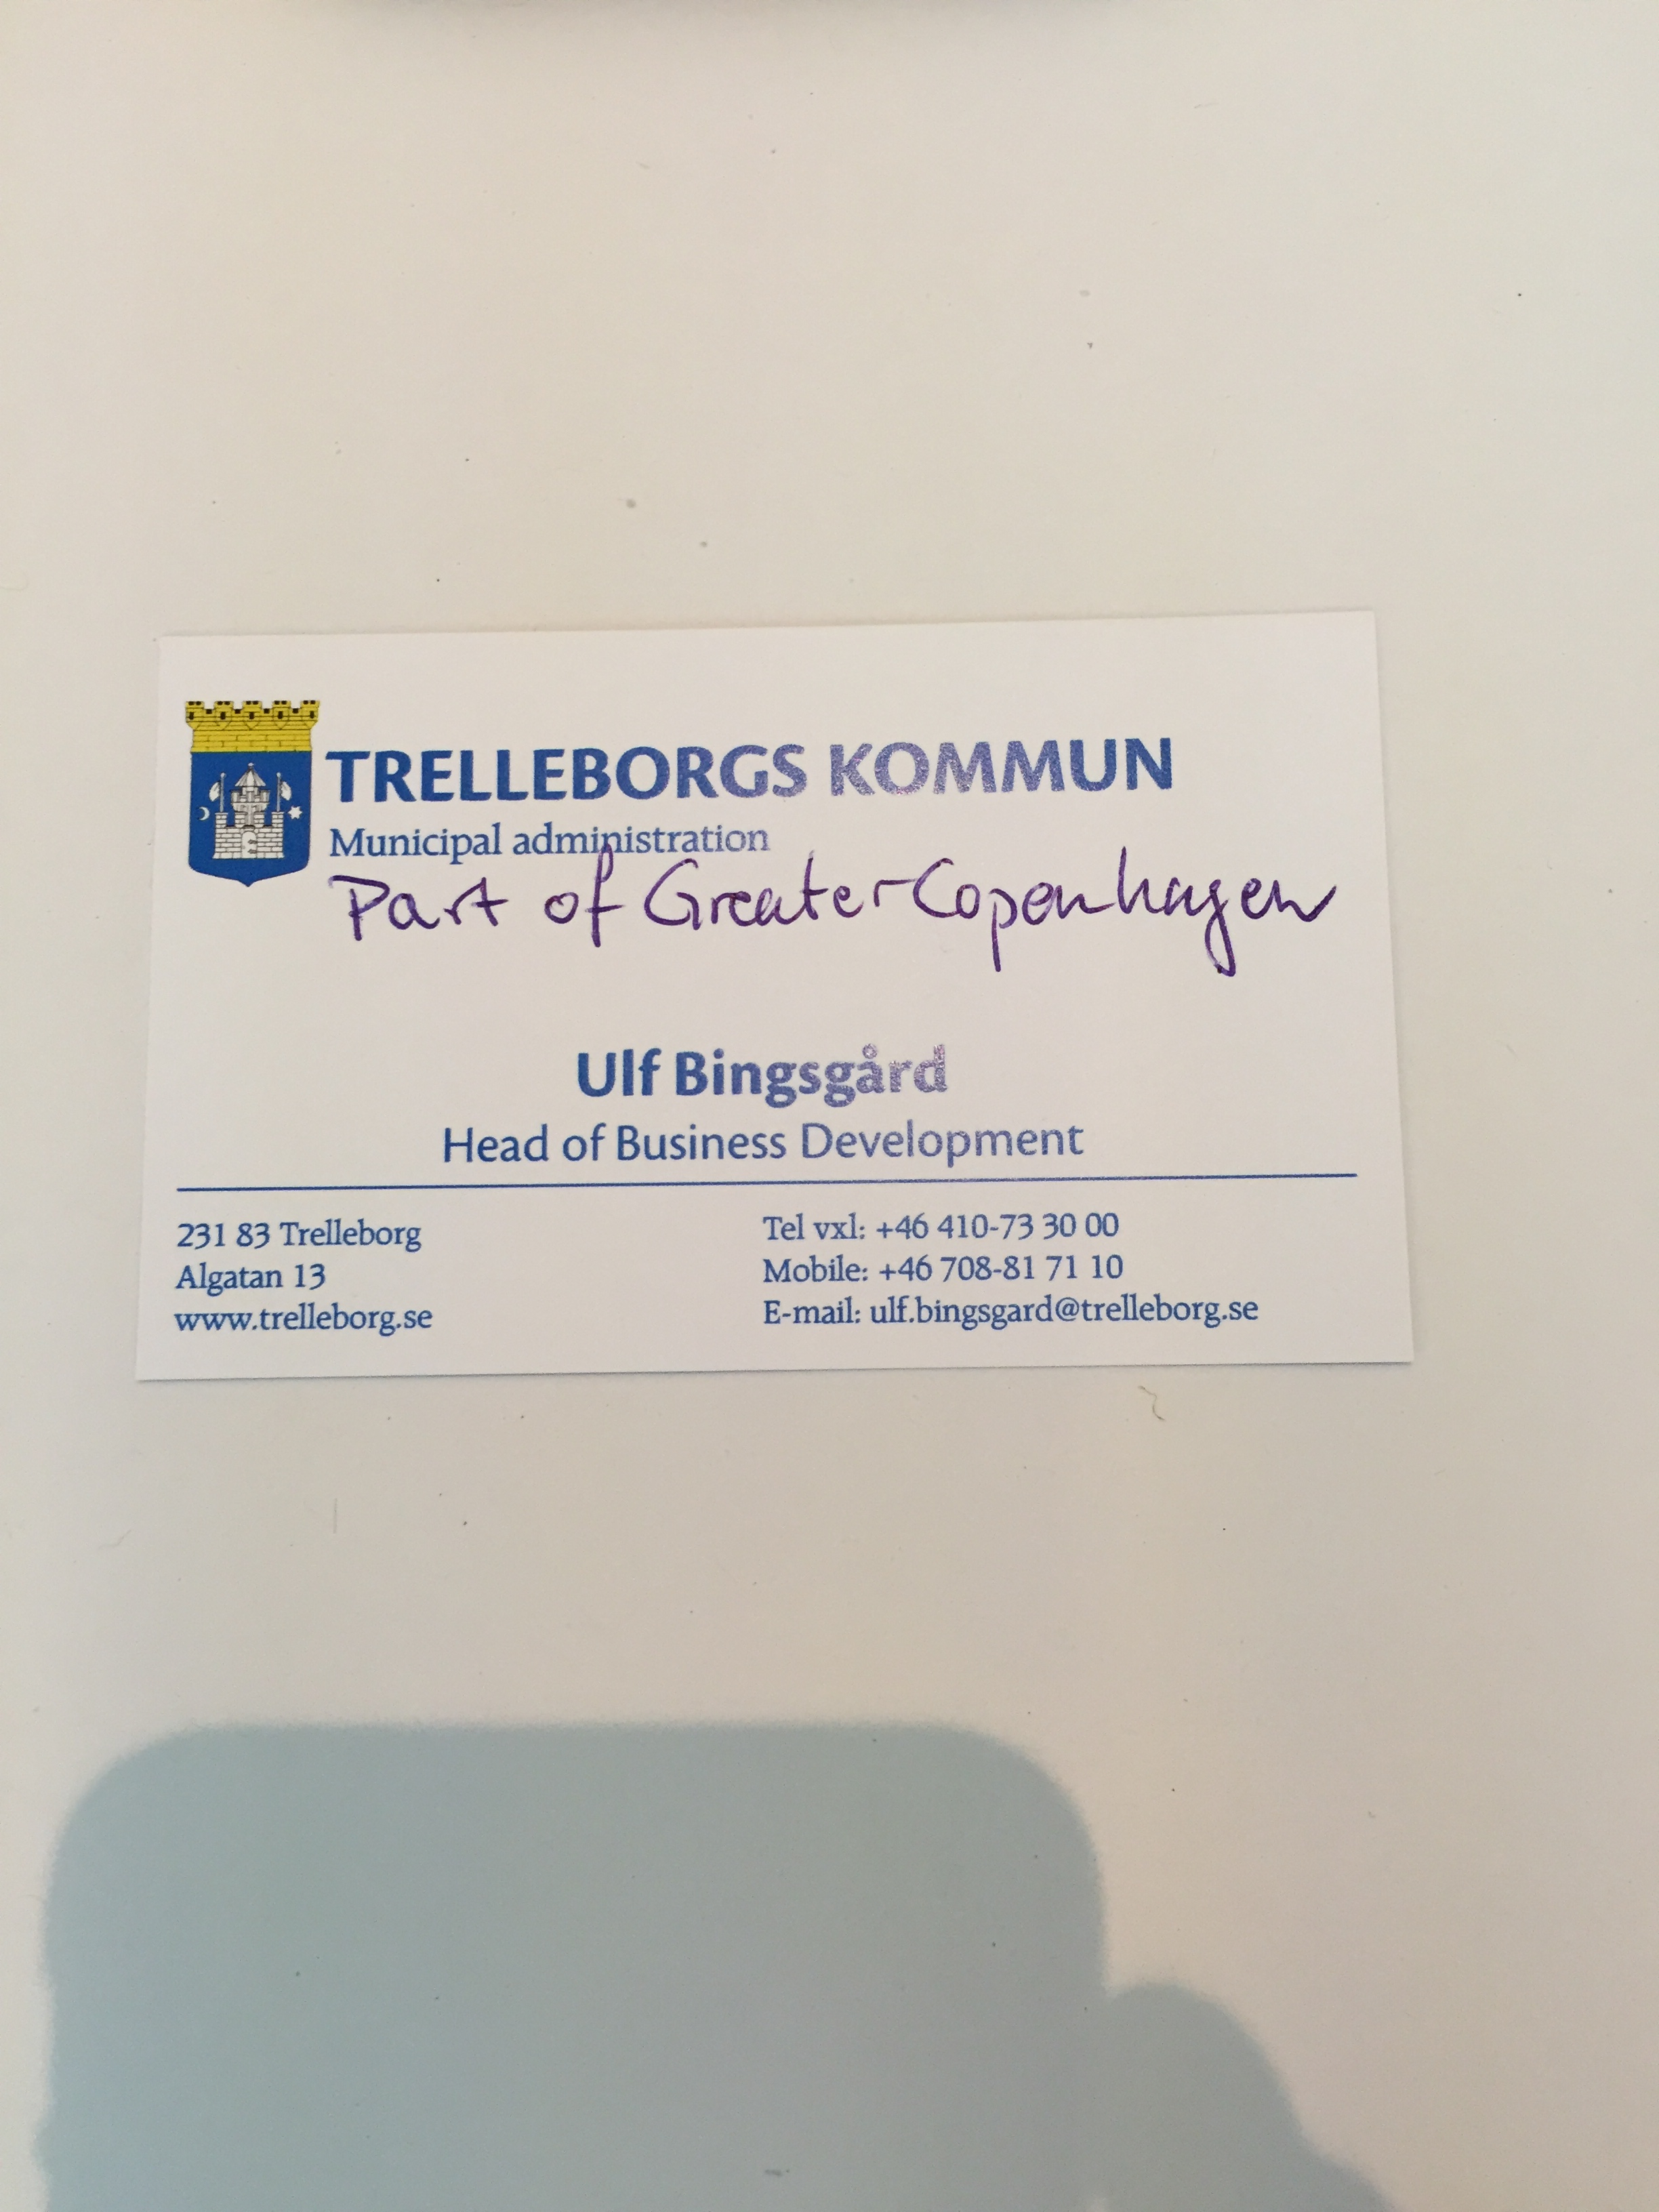 TRELLEBORGS KOMMUN
Municipal administration
Part of Greater Copenhagen
Ulf Bingsgård
Head of Business Development
231 83 Trelleborg
Algatan 13
www.trelleborg.se
Tel vxl: +46 410-73 30 00
Mobile: +46 708-81 71 10
E-mail: ulf.bingsgard@trelleborg.se